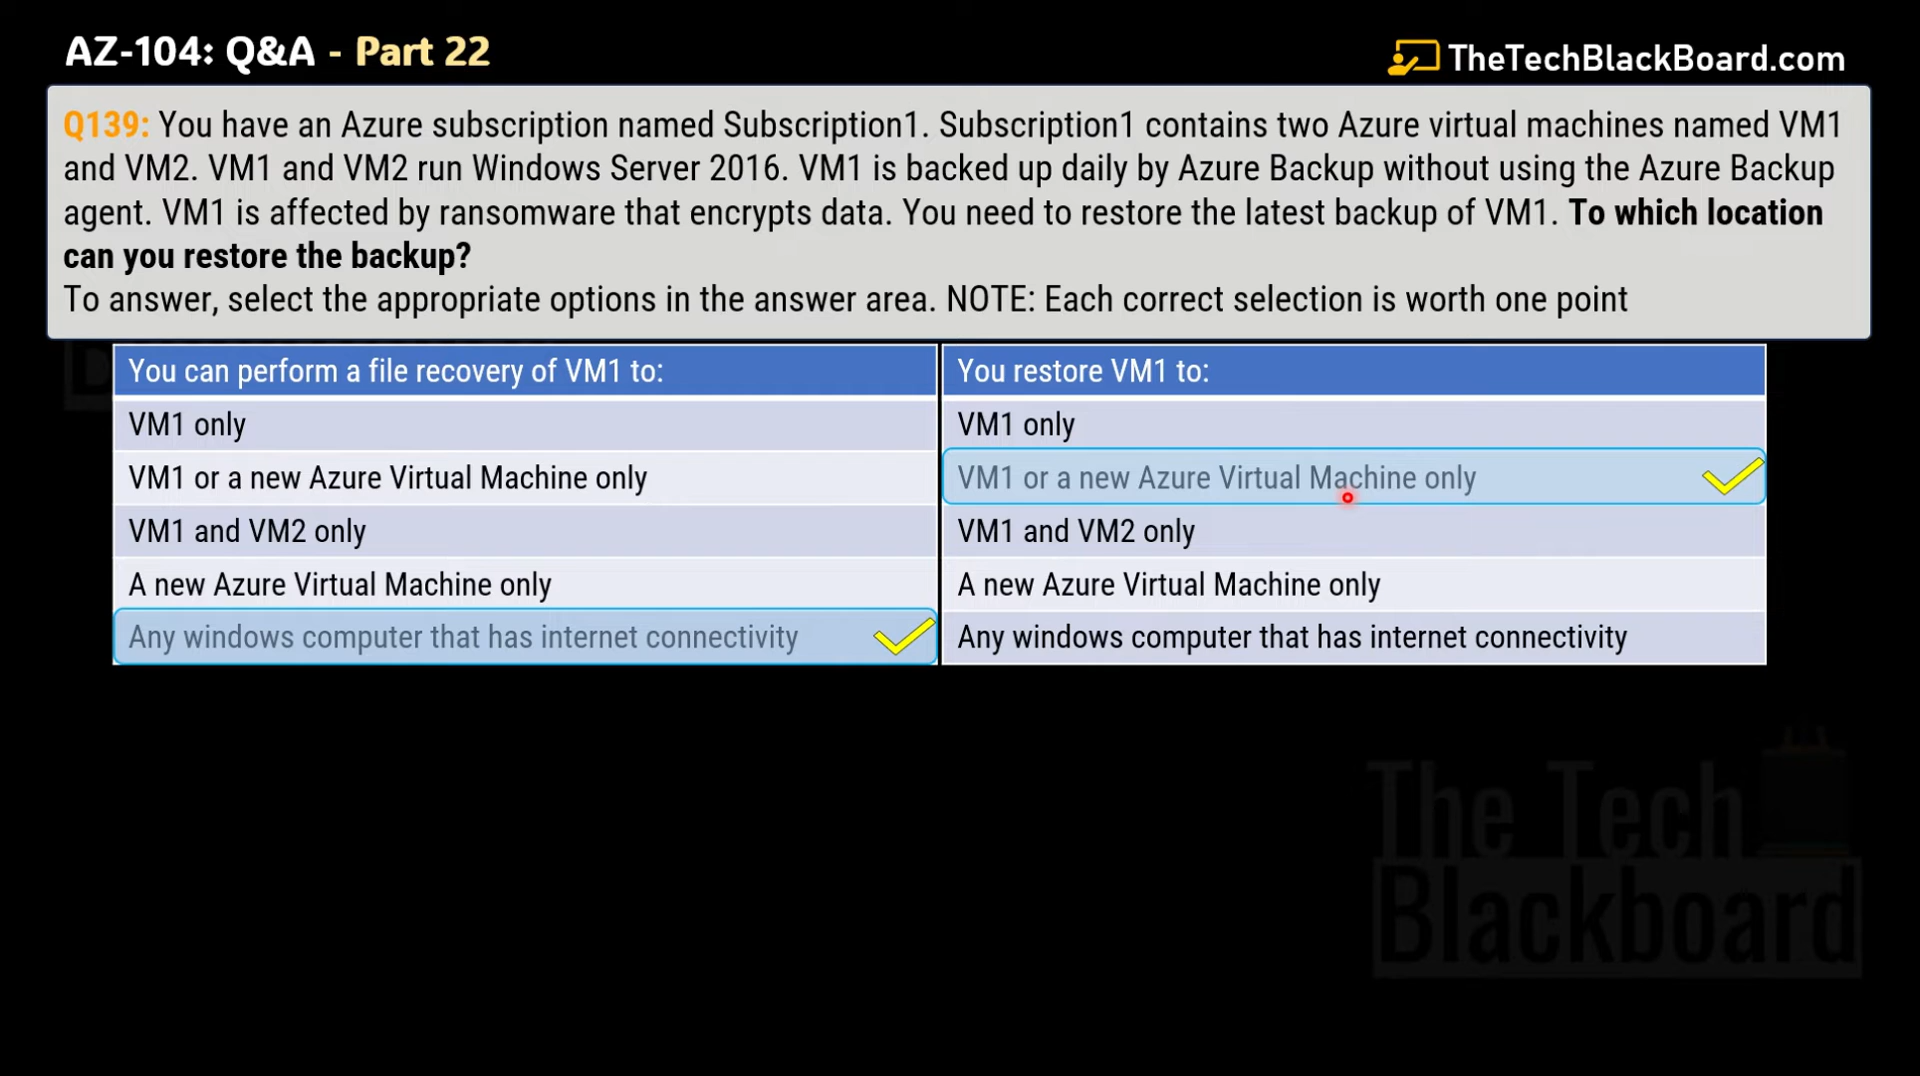 AZ-104: Q&A - Part 22
TheTechBlackBoard.com
Q139: You have an Azure subscription named Subscription1. Subscription1 contains two Azure virtual machines named VM1
and VM2. VM1 and VM2 run Windows Server 2016. VM1 is backed up daily by Azure Backup without using the Azure Backup
agent. VM1 is affected by ransomware that encrypts data. You need to restore the latest backup of VM1. To which location
can you restore the backup?
To answer, select the appropriate options in the answer area. NOTE: Each correct selection is worth one point
You can perform a file recovery of VM1 to:
VM1 only
VM1 or a new Azure Virtual Machine only
VM1 and VM2 only
A new Azure Virtual Machine only
Any windows computer that has internet connectivity
You restore VM1 to:
VM1 only
VM1 or a new Azure Virtual Machine only
VM1 and VM2 only
A new Azure Virtual Machine only
Any windows computer that has internet connectivity
The Tech
Blackboard